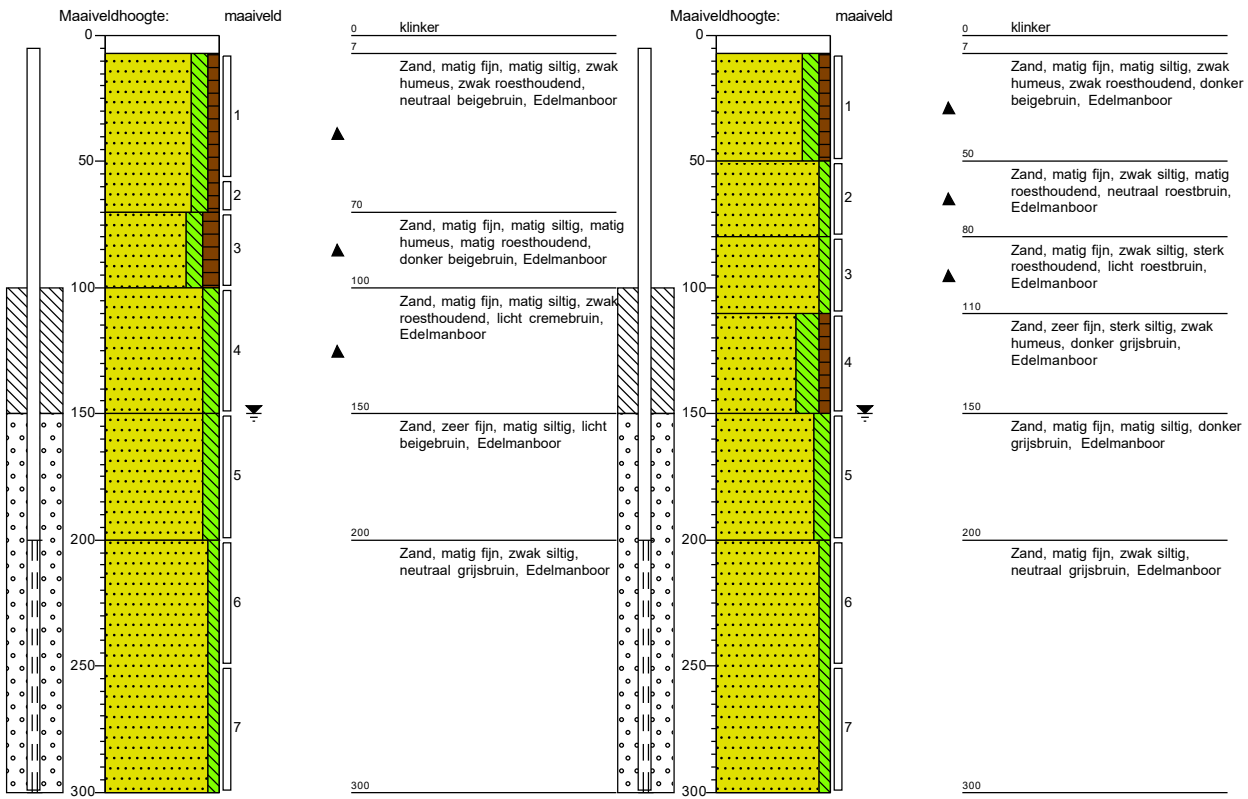 Maaiveldhoogte: maaiveld
0
50
100
150
200
250
300
1
2
3
4
5
6
7
0 klinker
7
Zand, matig fijn, matig siltig, zwak
humeus, zwak roesthoudend,
neutraal beigebruin, Edelmanboor
70
Zand, matig fijn, matig siltig, matig
humeus, matig roesthoudend,
donker beigebruin, Edelmanboor
100
Zand, matig fijn, matig siltig, zwak
roesthoudend, licht cremebruin,
Edelmanboor
150
Zand, zeer fijn, matig siltig, licht
beigebruin, Edelmanboor
200
Zand, matig fijn, zwak siltig,
neutraal grijsbruin, Edelmanboor
300
Maaiveldhoogte: maaiveld
0
50
100
150
200
250
300
1
2
3
4
5
6
7
0 klinker
7
Zand, matig fijn, matig siltig, zwak
humeus, zwak roesthoudend, donker
beigebruin, Edelmanboor
50
Zand, matig fijn, zwak siltig, matig
roesthoudend, neutraal roestbruin,
Edelmanboor
80
Zand, matig fijn, zwak siltig, sterk
roesthoudend, licht roestbruin,
Edelmanboor
110
Zand, zeer fijn, sterk siltig, zwak
humeus, donker grijsbruin,
Edelmanboor
150
Zand, matig fijn, matig siltig, donker
grijsbruin, Edelmanboor
200
Zand, matig fijn, zwak siltig,
neutraal grijsbruin, Edelmanboor
300